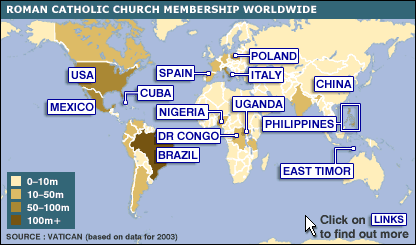 ROMAN CATHOLIC CHURCH MEMBERSHIP WORLDWIDE
POLAND
USA
SPAIN
ITALY
CHINA
CUBA
MEXICO
NIGERIA
UGANDA
PHILIPPINES
DR CONGO
BRAZIL
EAST TIMOR
0–10m
10–50m
50–100m
100m+
Click on LINKS
to find out more
SOURCE : VATICAN (based on data for 2003)